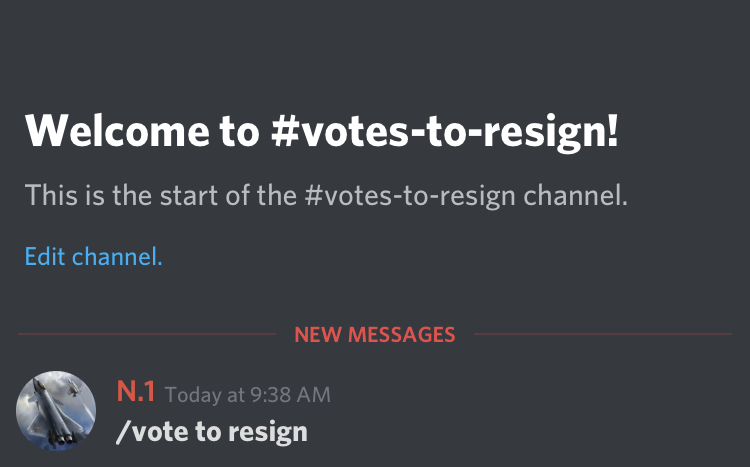 Welcome to #votes-to-resign!
This is the start of the #votes-to-resign channel.
Edit channel.
NEW MESSAGES
N.1 Today at 9:38 AM
/vote to resign